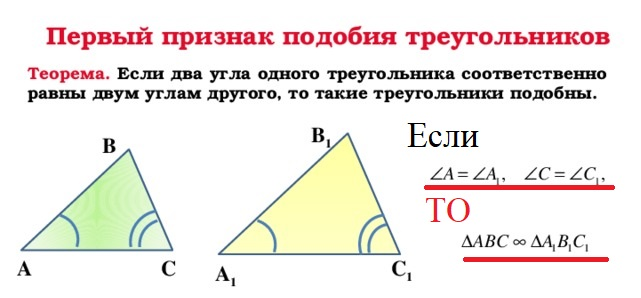 Первый признак подобия треугольников
Теорема. Если два угла одного треугольника соответственно
равны двум углам другого, то такие треугольники подобны.
B
A
C
B₁
A₁
C₁
Если
∠A = ∠A₁, ∠C = ∠C₁,
ТО
ΔABC ∞ ΔA₁B₁C₁